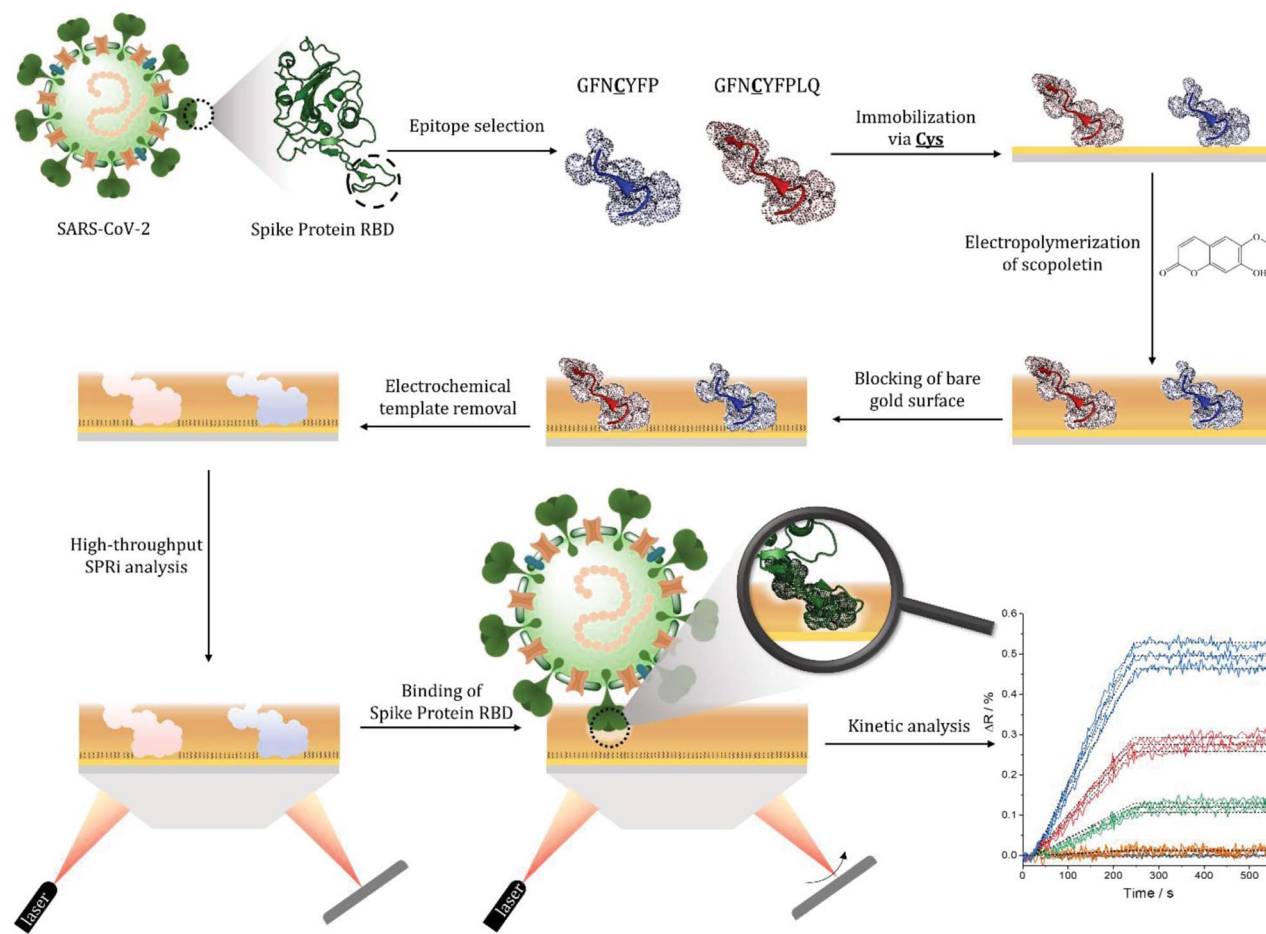 GFNCYFP
GFNCYFPLQ
Epitope selection
Immobilization
via Cys
SARS-CoV-2
Spike Protein RBD
Electropolymerization
of scopoletin
O
O
O
OH
Blocking of bare
gold surface
Electrochemical
template removal
High-throughput
SPRi analysis
Binding of
Spike Protein RBD
Kinetic analysis
laser
laser
ΔR / %
0.6
0.5
0.4
0.3
0.2
0.1
0.0
0
100
200
300
400
500
Time / s